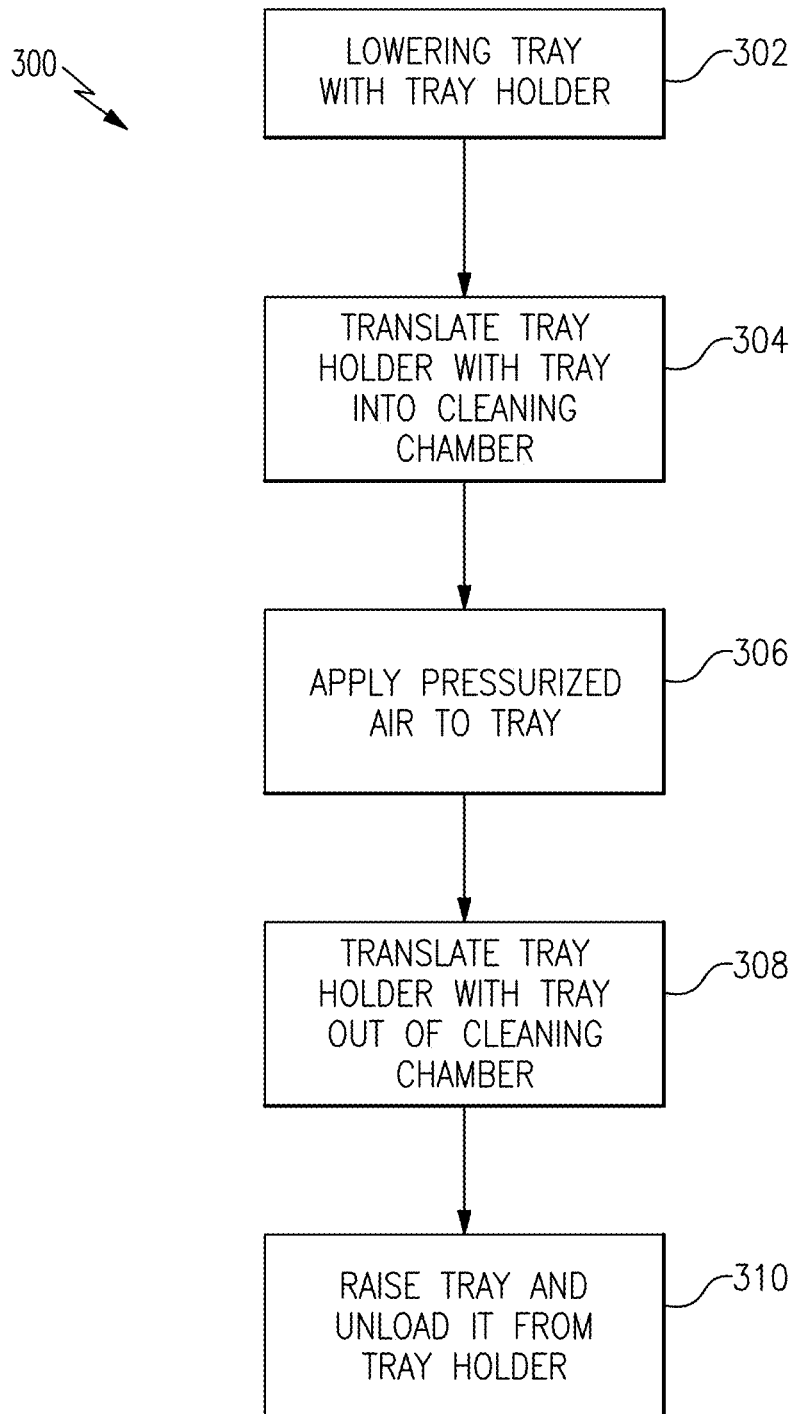 300
LOWERING TRAY
WITH TRAY HOLDER
302
TRANSLATE TRAY
HOLDER WITH TRAY
INTO CLEANING
CHAMBER
304
APPLY PRESSURIZED
AIR TO TRAY
306
TRANSLATE TRAY
HOLDER WITH TRAY
OUT OF CLEANING
CHAMBER
308
RAISE TRAY AND
UNLOAD IT FROM
TRAY HOLDER
310